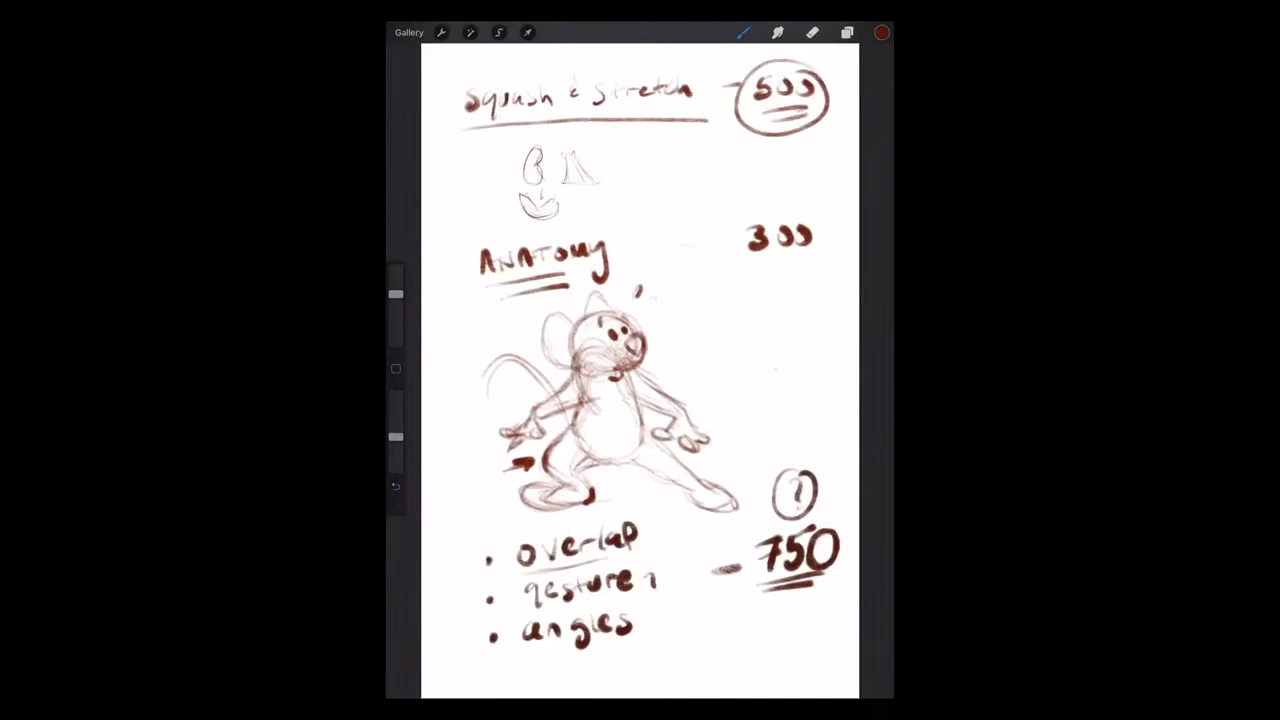 Gallery
squash & stretch - 500
ANATOMY 300
?
• overlap - 750
• gesture
• angles